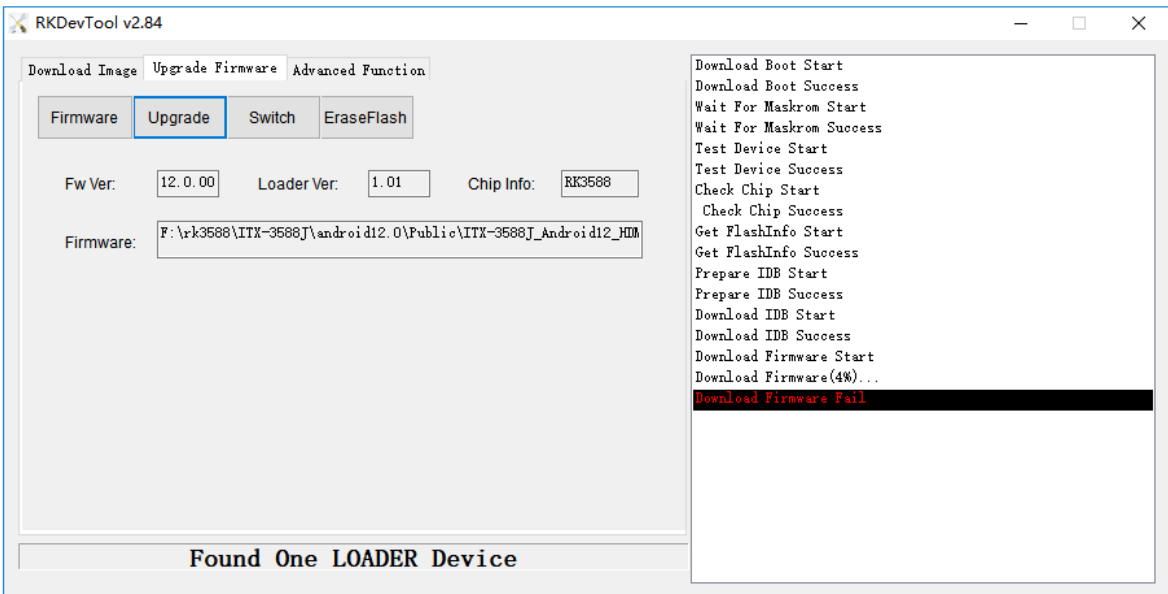 RKDevTool v2.84
Download Image Upgrade Firmware Advanced Function
Firmware Upgrade Switch EraseFlash
Fw Ver: 12.0.00 Loader Ver: 1.01 Chip Info: RK3588
Firmware: F:\rk3588\ITX-3588J\android12.0\Public\ITX-3588J_Android12_HDM
Found One LOADER Device
Download Boot Start
Download Boot Success
Wait For Maskrom Start
Wait For Maskrom Success
Test Device Start
Test Device Success
Check Chip Start
Check Chip Success
Get FlashInfo Start
Get FlashInfo Success
Prepare IDB Start
Prepare IDB Success
Download IDB Start
Download IDB Success
Download Firmware Start
Download Firmware(4%)...
Download Firmware Fail